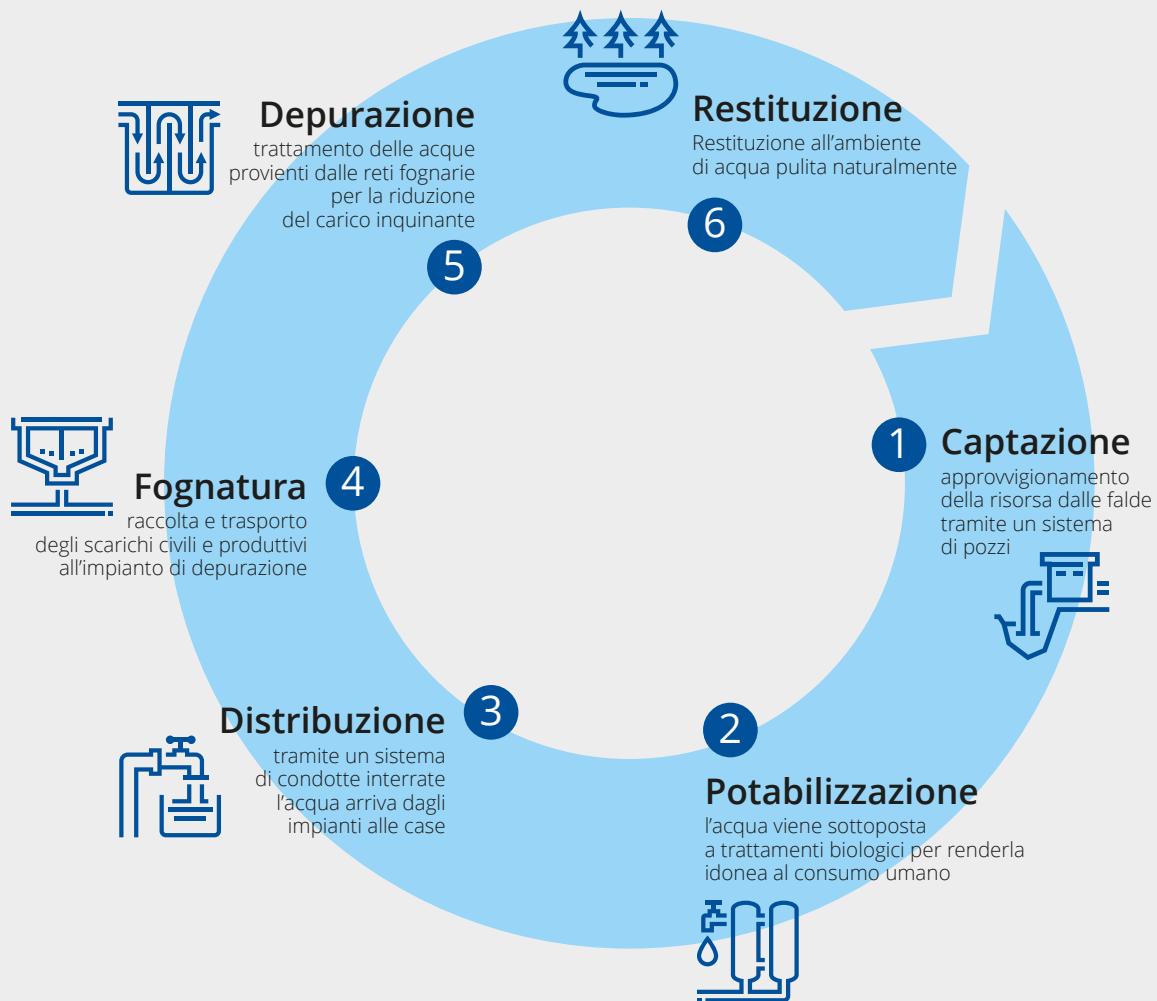 1
Captazione
approvvigionamento
della risorsa dalle falde
tramite un sistema
di pozzi
2
Potabilizzazione
l'acqua viene sottoposta
a trattamenti biologici per renderla
idonea al consumo umano
3
Distribuzione
tramite un sistema
di condotte interrate
l'acqua arriva dagli
impianti alle case
4
Fognatura
raccolta e trasporto
degli scarichi civili e produttivi
all'impianto di depurazione
5
Depurazione
trattamento delle acque
provienti dalle reti fognarie
per la riduzione
del carico inquinante
6
Restituzione
Restituzione all'ambiente
di acqua pulita naturalmente